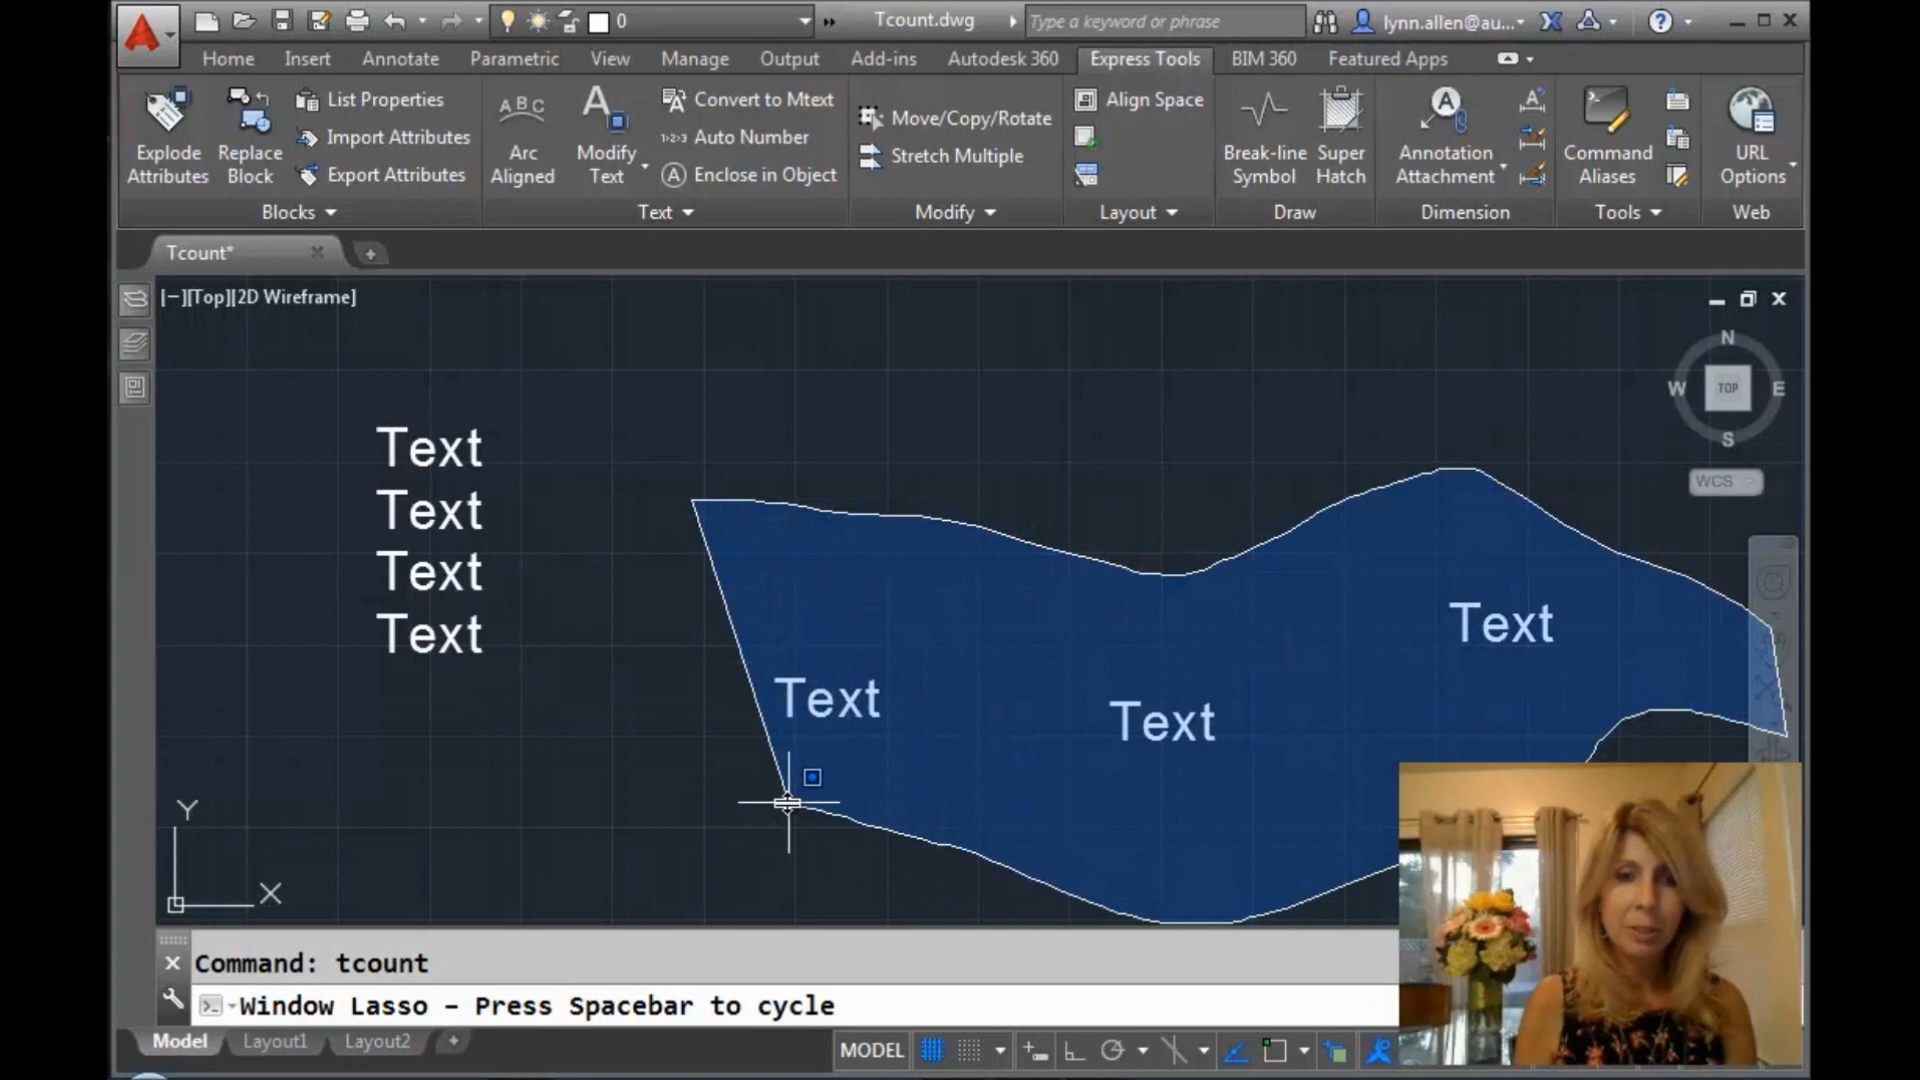 0
Tcount.dwg
Type a keyword or phrase
lynn.allen@au...
Home Insert Annotate Parametric View Manage Output Add-ins Autodesk 360 Express Tools BIM 360 Featured Apps
Explode Attributes
Replace Block
List Properties
Import Attributes
Export Attributes
Blocks
ABC
Arc Aligned
A
Modify Text
Convert to Mtext
1-2-3 Auto Number
A Enclose in Object
Text
Move/Copy/Rotate
Stretch Multiple
Modify
Align Space
Layout
Break-line Symbol
Super Hatch
Draw
A
Annotation Attachment
Dimension
Command Aliases
Tools
URL Options
Web
Tcount*
[−][Top][2D Wireframe]
N
W TOP E
S
WCS
Text
Text
Text
Text
Text
Text
Text
Y
X
Command: tcount
Window Lasso - Press Spacebar to cycle
Model Layout1 Layout2 +
MODEL